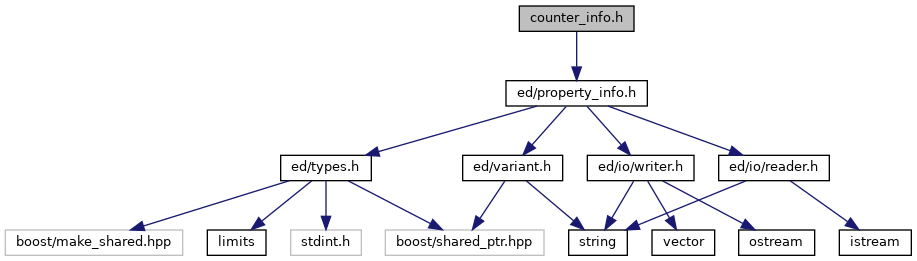 counter_info.h
ed/property_info.h
ed/types.h
ed/variant.h
ed/io/writer.h
ed/io/reader.h
boost/make_shared.hpp
limits
stdint.h
boost/shared_ptr.hpp
string
vector
ostream
istream